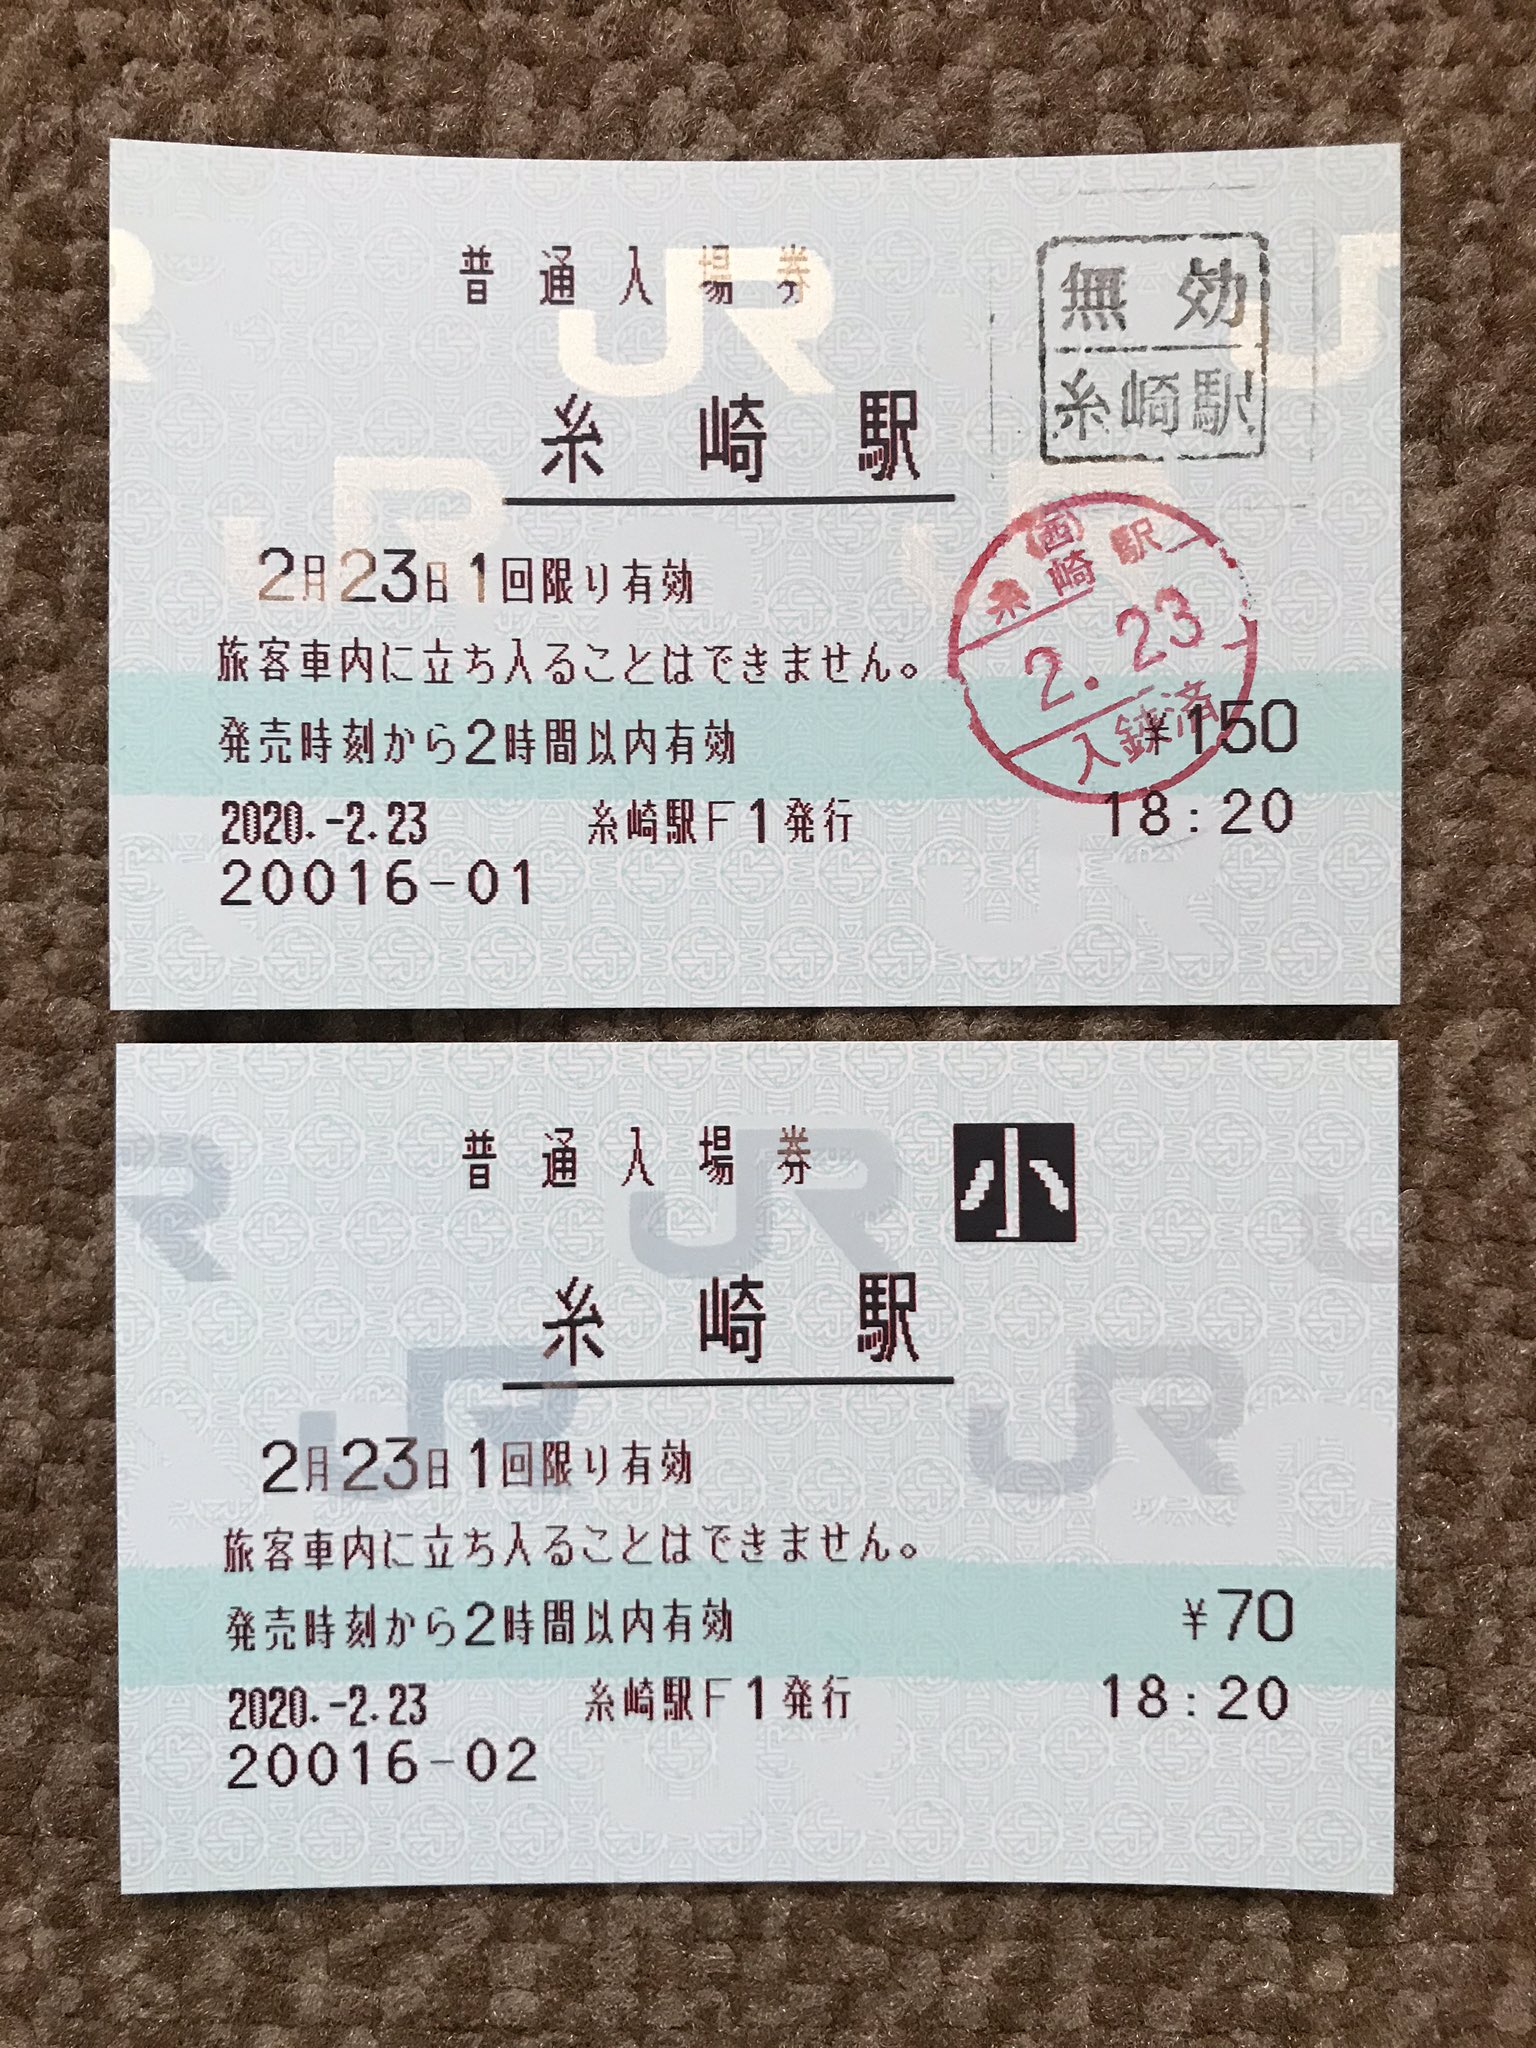 普通入場券
無効
糸崎駅
糸崎駅
(西)
糸崎駅
2.23
入鋏済
2月23日1回限り有効
旅客車内に立ち入ることはできません。
発売時刻から2時間以内有効 ¥150
2020.-2.23 糸崎駅F1発行 18:20
20016-01
JR
JR
普通入場券 小
糸崎駅
2月23日1回限り有効
旅客車内に立ち入ることはできません。
発売時刻から2時間以内有効 ¥70
2020.-2.23 糸崎駅F1発行 18:20
20016-02
JR
JR
JR